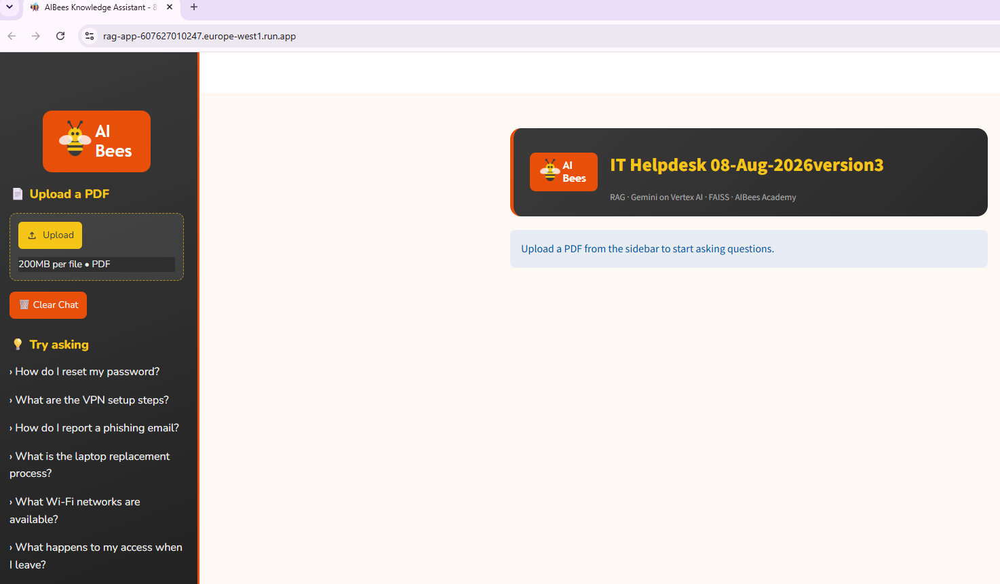 AIBees Knowledge Assistant - 8
rag-app-607627010247.europe-west1.run.app
AI
Bees
Upload a PDF
Upload
200MB per file • PDF
Clear Chat
Try asking
› How do I reset my password?
› What are the VPN setup steps?
› How do I report a phishing email?
› What is the laptop replacement
process?
› What Wi-Fi networks are
available?
› What happens to my access when
I leave?
AI
Bees
IT Helpdesk 08-Aug-2026version3
RAG · Gemini on Vertex AI · FAISS · AIBees Academy
Upload a PDF from the sidebar to start asking questions.